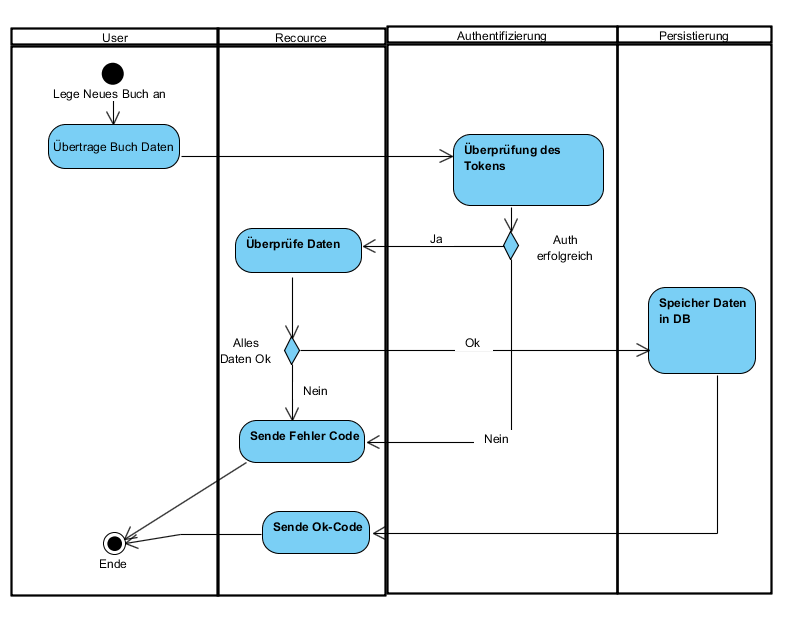 User
Recource
Authentifizierung
Persistierung
Lege Neues Buch an
Übertrage Buch Daten
Überprüfung des
Tokens
Überprüfe Daten
Ja
Auth
erfolgreich
Speicher Daten
in DB
Alles
Daten Ok
Ok
Nein
Sende Fehler Code
Nein
Sende Ok-Code
Ende